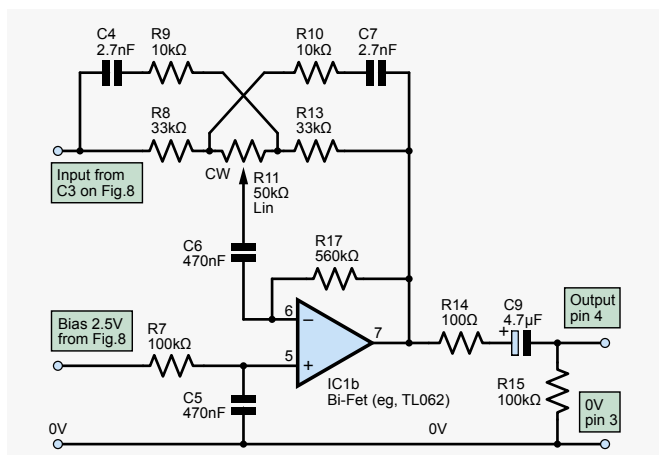 C4
2.7nF
R9
10kΩ
R10
10kΩ
C7
2.7nF
R8
33kΩ
R13
33kΩ
Input from
C3 on Fig.8
CW
R11
50kΩ
Lin
C6
470nF
R17
560kΩ
Bias 2.5V
from Fig.8
R7
100kΩ
6
–
5
+
7
IC1b
Bi-Fet (eg, TL062)
R14
100Ω
C9
4.7µF
+
Output
pin 4
C5
470nF
R15
100kΩ
0V
pin 3
0V
0V